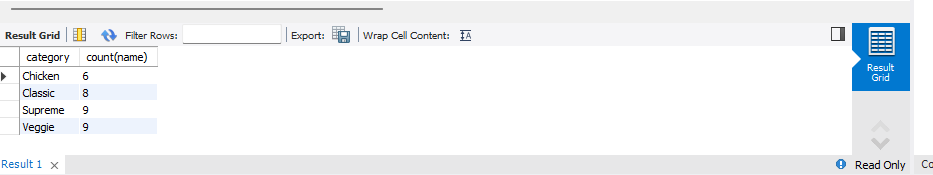 Result Grid Filter Rows: Export: Wrap Cell Content:
category count(name)
Chicken 6
Classic 8
Supreme 9
Veggie 9
Result
Grid
Result 1 Read Only Co